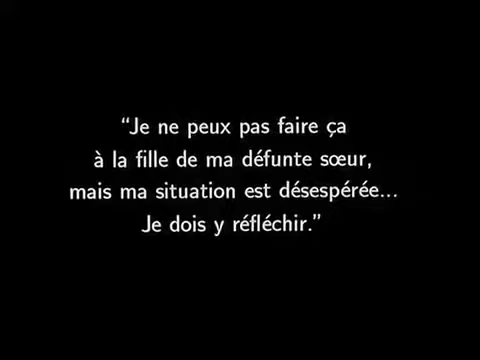 “Je ne peux pas faire ça
à la fille de ma défunte sœur,
mais ma situation est désespérée...
Je dois y réfléchir.”